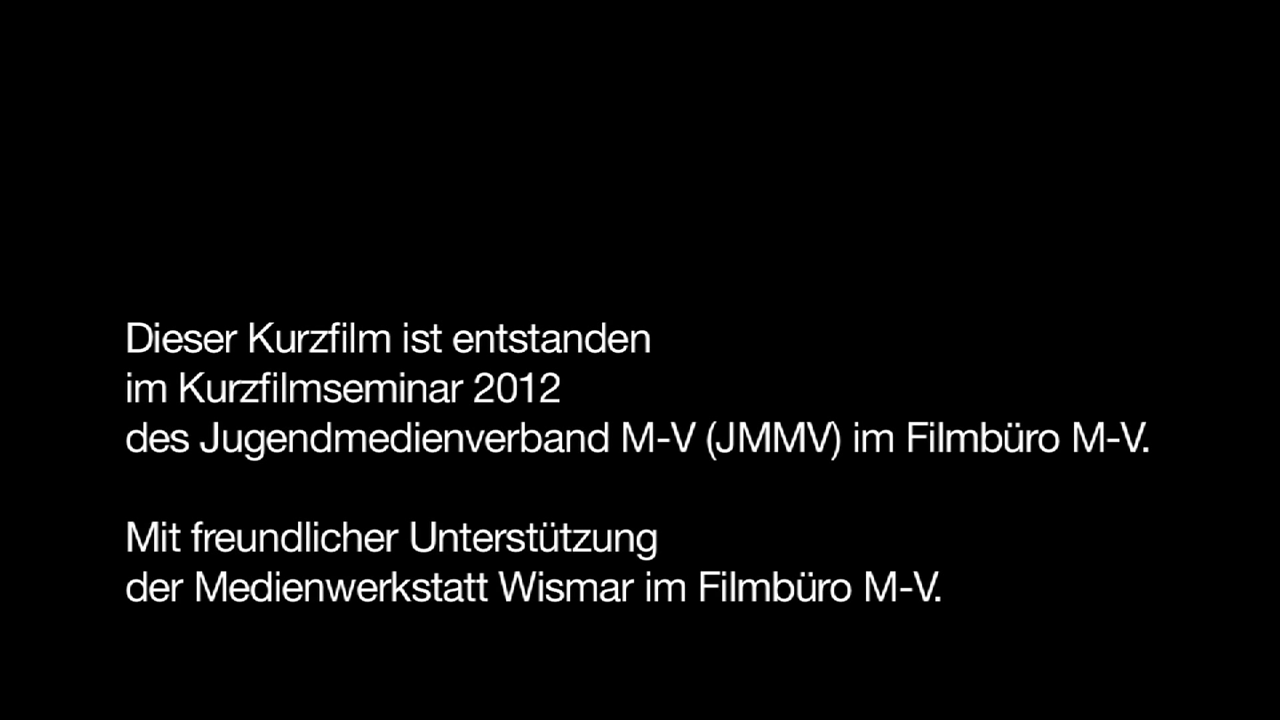 Dieser Kurzfilm ist entstanden
im Kurzfilmseminar 2012
des Jugendmedienverband M-V (JMMV) im Filmbüro M-V.
Mit freundlicher Unterstützung
der Medienwerkstatt Wismar im Filmbüro M-V.